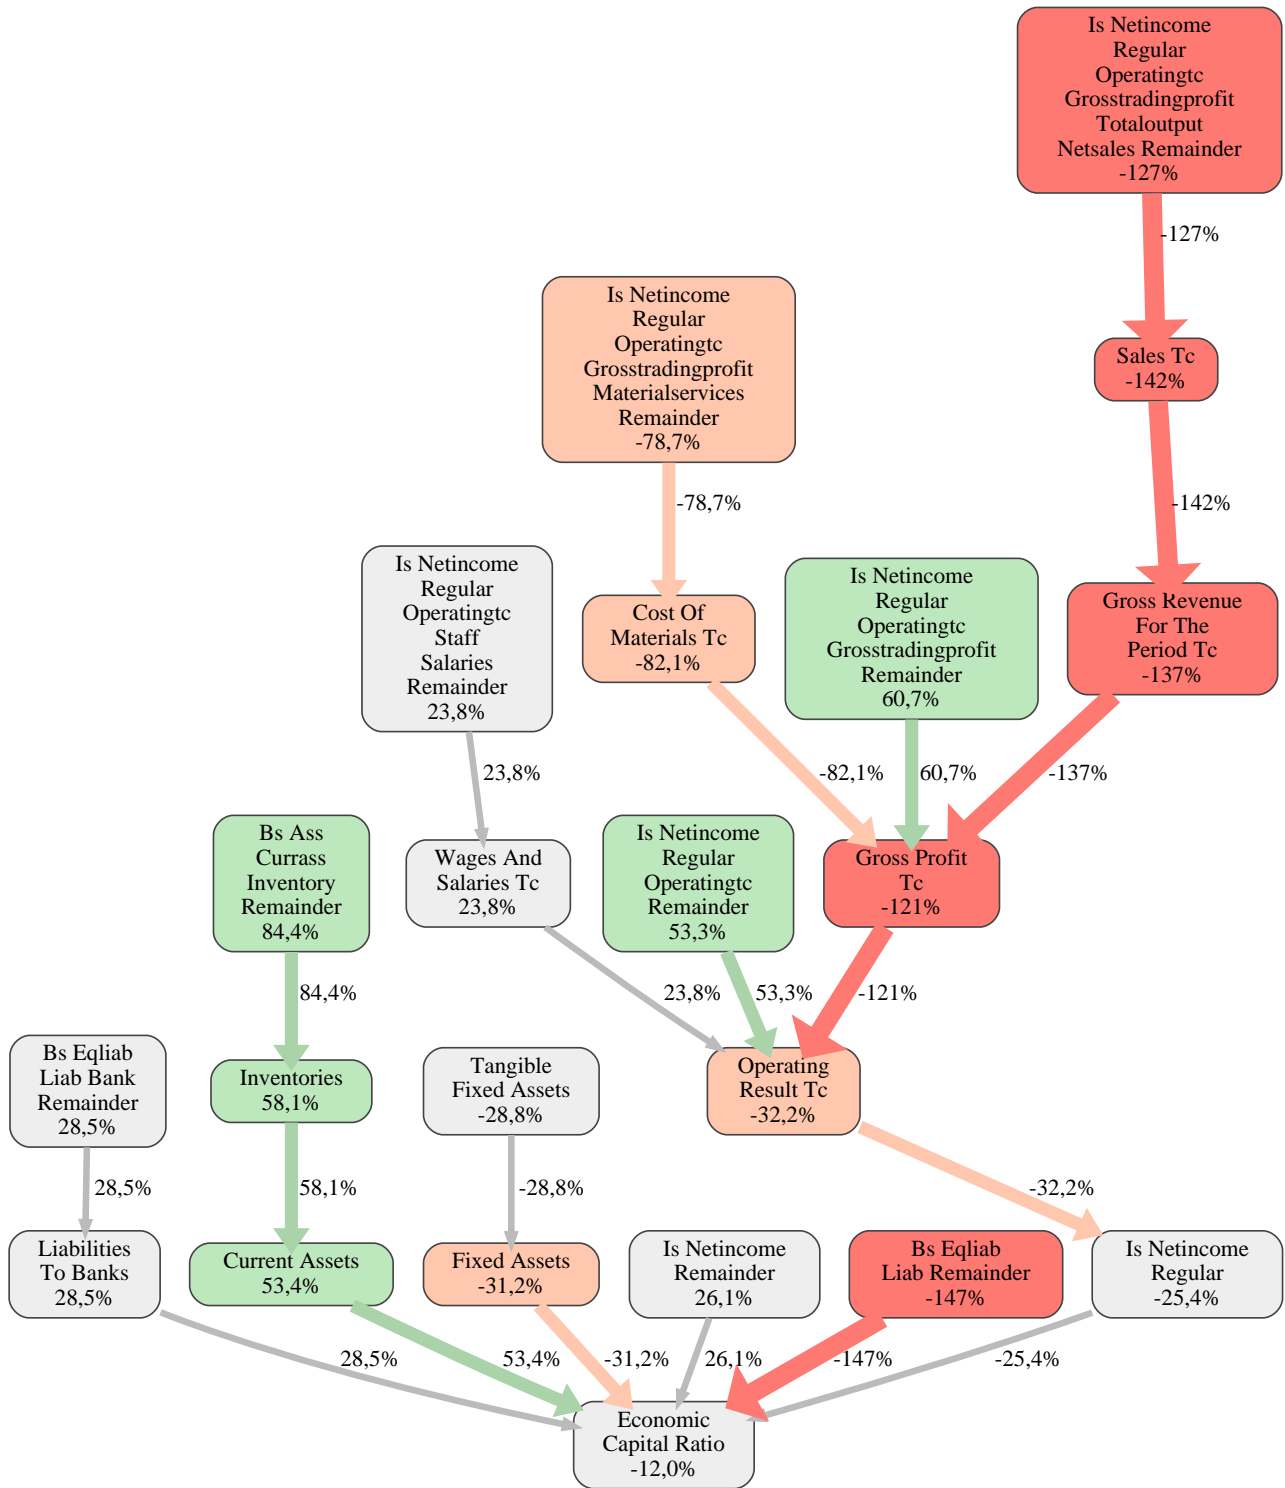 Is Netincome
Regular
Operatingtc
Grosstradingprofit
Totaloutput
Netsales Remainder
-127%
-127%
Is Netincome
Regular
Operatingtc
Grosstradingprofit
Materialservices
Remainder
-78,7%
Sales Tc
-142%
-78,7%
-142%
Is Netincome
Regular
Operatingtc
Staff
Salaries
Remainder
23,8%
Is Netincome
Regular
Operatingtc
Grosstradingprofit
Remainder
60,7%
Cost Of
Materials Tc
-82,1%
Gross Revenue
For The
Period Tc
-137%
23,8%
-82,1%
60,7%
-137%
Bs Ass
Currass
Inventory
Remainder
84,4%
Wages And
Salaries Tc
23,8%
Is Netincome
Regular
Operatingtc
Remainder
53,3%
Gross Profit
Tc
-121%
84,4%
23,8%
53,3%
-121%
Bs Eqliab
Liab Bank
Remainder
28,5%
Inventories
58,1%
Tangible
Fixed Assets
-28,8%
Operating
Result Tc
-32,2%
28,5%
58,1%
-28,8%
-32,2%
Liabilities
To Banks
28,5%
Current Assets
53,4%
Fixed Assets
-31,2%
Is Netincome
Remainder
26,1%
Bs Eqliab
Liab Remainder
-147%
Is Netincome
Regular
-25,4%
28,5%
53,4%
-31,2%
26,1%
-147%
-25,4%
Economic
Capital Ratio
-12,0%